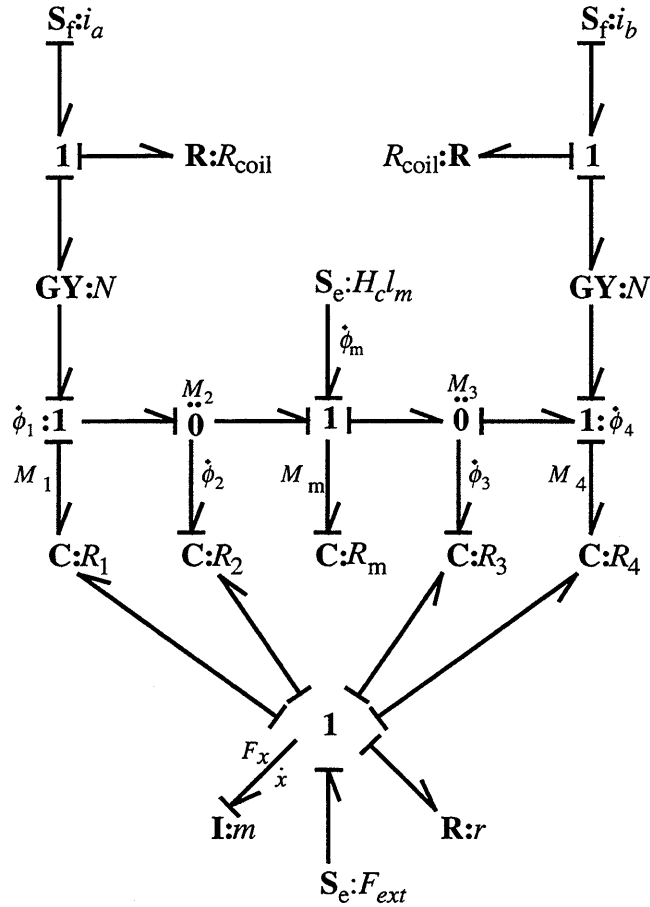 S_f:i_a S_f:i_b
1 R:R_coil R_coil:R 1
GY:N S_e:H_c l_m GY:N
φ̇_m
M_2 M_3
φ̇_1:1 0 1 0 1:φ̇_4
M_1 φ̇_2 M_m φ̇_3 M_4
C:R_1 C:R_2 C:R_m C:R_3 C:R_4
1
F_x
ẋ
I:m R:r
S_e:F_ext